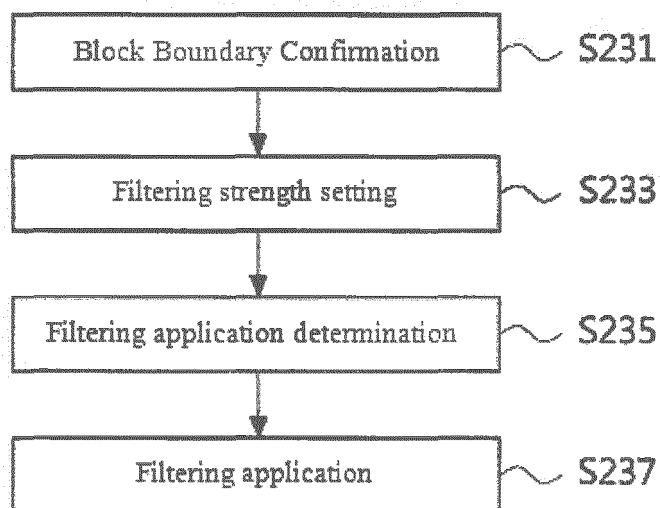 Block Boundary Confirmation
S231
Filtering strength setting
S233
Filtering application determination
S235
Filtering application
S237